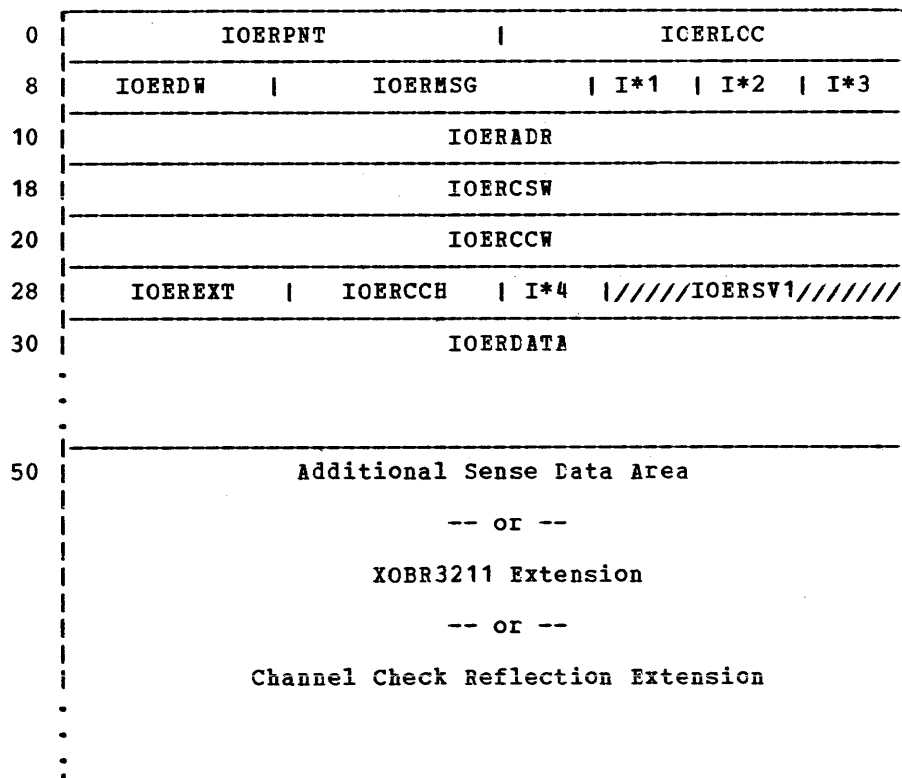 0 | IOERPNT | IOERLOC
8 | IOERDW | IOERMSG | I*1 | I*2 | I*3
10 | IOERADR
18 | IOERCSW
20 | IOERCCW
28 | IOEREXT | IOERCCH | I*4 |/////IOERSV1///////
30 | IOERDATA
50 | Additional Sense Data Area
-- or --
XOBR3211 Extension
-- or --
Channel Check Reflection Extension